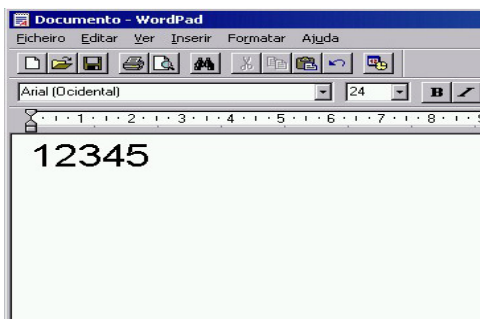 Documento - WordPad
Ficheiro Editar Ver Inserir Formatar Ajuda
Arial (Ocidental) 24 B I
1 2 3 4 5 6 7 8 9
12345